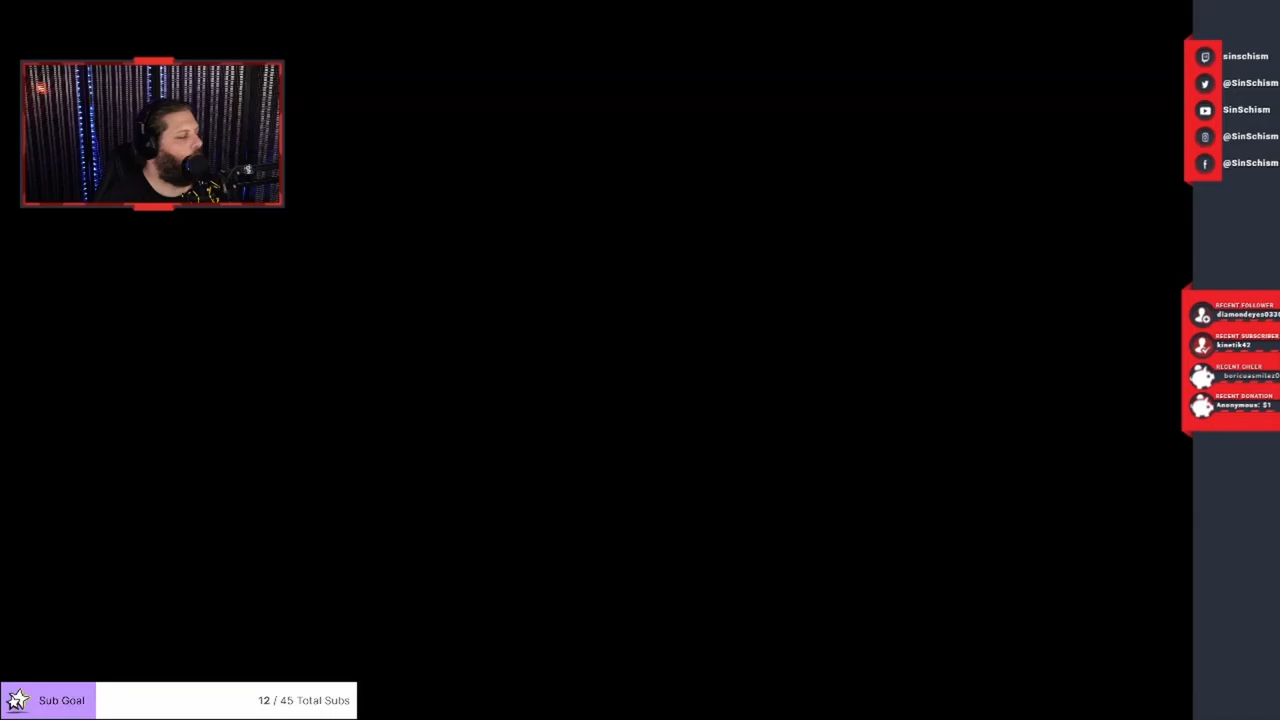 sinschism
@SinSchism
SinSchism
@SinSchism
@SinSchism
RECENT FOLLOWER
RECENT SUBSCRIBER
kinetik42
RECENT CHEER
RECENT DONATION
Anonymous: $1
Sub Goal
12 / 45 Total Subs